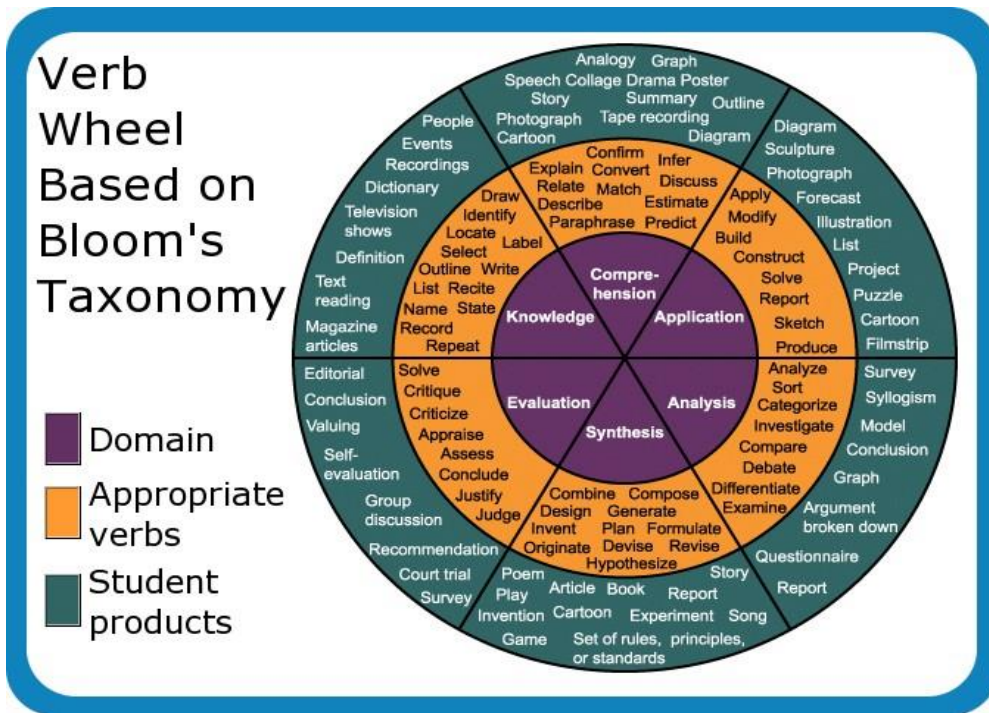 Verb
Wheel
Based on
Bloom's
Taxonomy
Domain
Appropriate
verbs
Student
products
Knowledge
Compre-
hension
Application
Analysis
Synthesis
Evaluation
Draw
Identify
Locate
Label
Select
Outline Write
List Recite
Name State
Record
Repeat
Confirm
Infer
Explain Convert
Discuss
Relate Match
Describe
Estimate
Paraphrase Predict
Apply
Modify
Build
Construct
Solve
Report
Sketch
Produce
Analyze
Sort
Categorize
Investigate
Compare
Debate
Differentiate
Examine
Combine Compose
Design Generate
Invent Plan Formulate
Originate Devise Revise
Hypothesize
Solve
Critique
Criticize
Appraise
Assess
Conclude
Justify
Judge
People
Events
Recordings
Dictionary
Television
shows
Definition
Text
reading
Magazine
articles
Analogy Graph
Speech Collage Drama Poster
Story Summary Outline
Photograph Tape recording
Cartoon Diagram
Diagram
Sculpture
Photograph
Forecast
Illustration
List
Project
Puzzle
Cartoon
Filmstrip
Survey
Syllogism
Model
Conclusion
Graph
Argument
broken down
Questionnaire
Report
Story
Poem
Article Book Report
Play
Invention Cartoon Experiment Song
Game Set of rules, principles,
or standards
Editorial
Conclusion
Valuing
Self-
evaluation
Group
discussion
Recommendation
Court trial
Survey